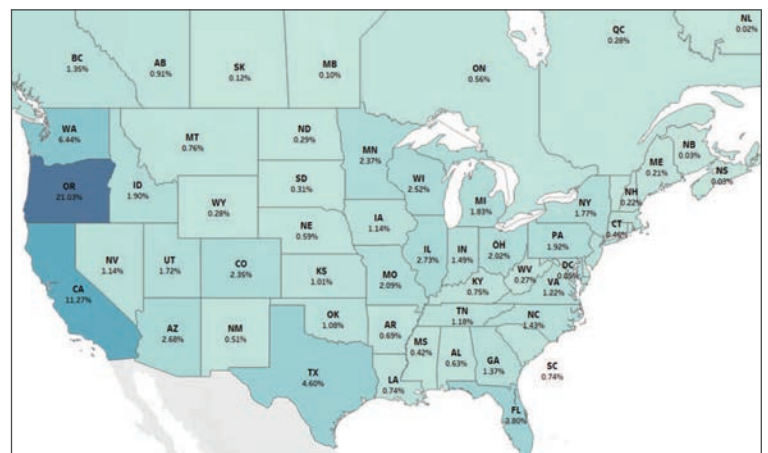 NL
0.02%
QC
0.28%
BC
1.35%
AB
0.91%
SK
0.12%
MB
0.10%
ON
0.56%
WA
6.44%
MT
0.76%
ND
0.29%
MN
2.37%
NB
0.03%
ME
0.21%
NS
0.03%
OR
21.03%
ID
1.90%
SD
0.31%
WI
2.52%
MI
1.83%
NY
1.77%
NH
0.22%
WY
0.28%
CT
0.46%
NE
0.59%
IA
1.14%
PA
1.92%
NV
1.14%
UT
1.72%
CO
2.35%
IL
2.73%
IN
1.49%
OH
2.02%
DC
0.05%
KS
1.01%
MO
2.09%
WV
0.27%
VA
1.22%
CA
11.27%
KY
0.75%
TN
1.18%
NC
1.43%
AZ
2.68%
NM
0.51%
OK
1.08%
AR
0.69%
MS
0.42%
AL
0.63%
GA
1.37%
SC
0.74%
TX
4.60%
LA
0.74%
FL
3.80%